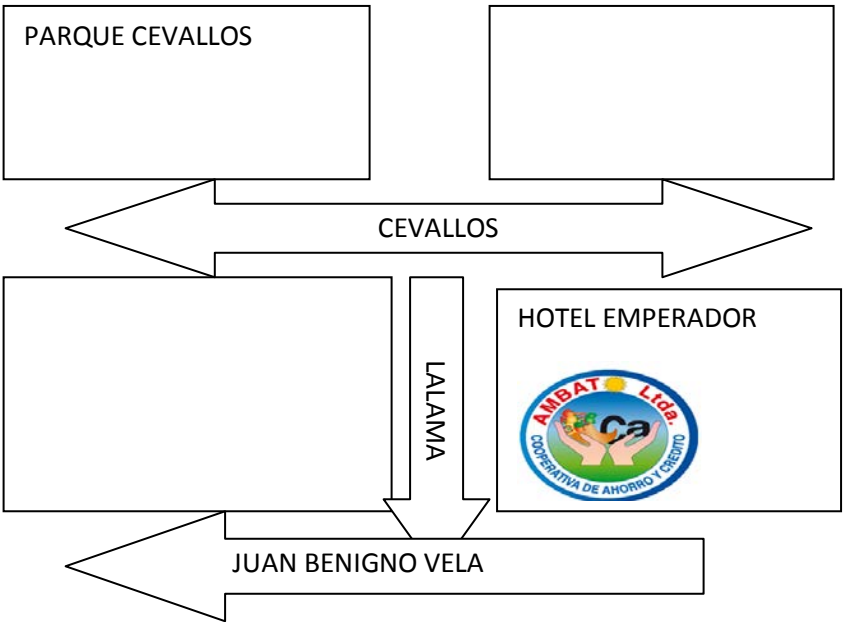 PARQUE CEVALLOS
CEVALLOS
LALAMA
HOTEL EMPERADOR
AMBATO Ltda.
Ca
COOPERATIVA DE AHORRO Y CREDITO
JUAN BENIGNO VELA